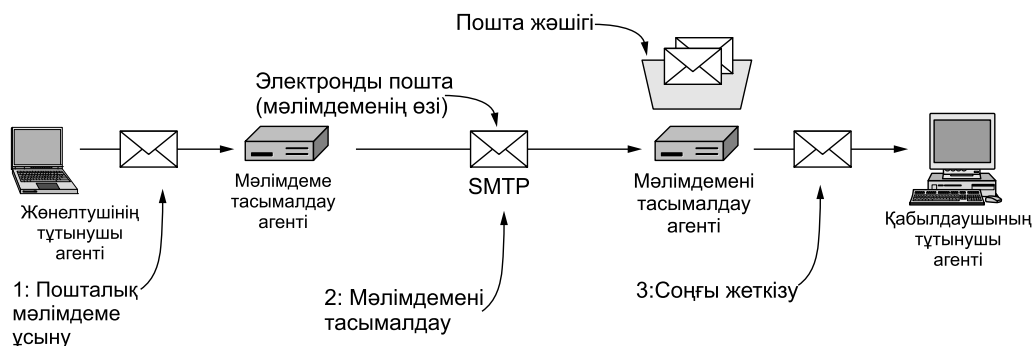 Пошта жәшігі
Электронды пошта
(мәлімдеменің өзі)
Жөнелтушінің
тұтынушы
агенті
Мәлімдеме
тасымалдау
агенті
SMTP
Мәлімдемені
тасымалдау
агенті
Қабылдаушының
тұтынушы
агенті
1: Пошталық
мәлімдеме
ұсыну
2: Мәлімдемені
тасымалдау
3:Соңғы жеткізу